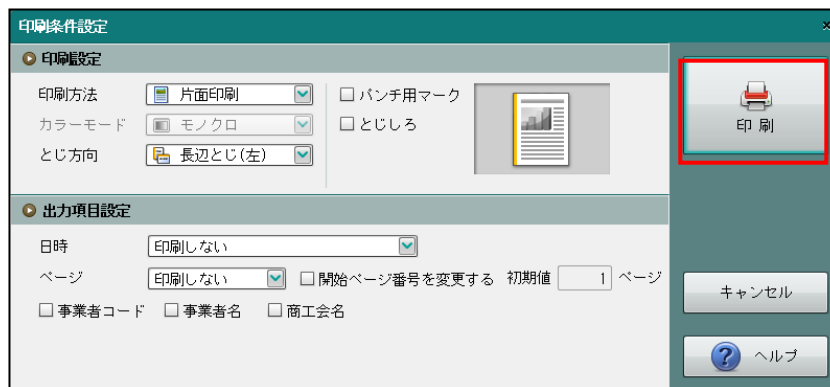 印刷条件設定
印刷設定
印刷方法 片面印刷 パンチ用マーク
カラーモード モノクロ とじしろ
とじ方向 長辺とじ(左)
印刷
出力項目設定
日時 印刷しない
ページ 印刷しない 開始ページ番号を変更する 初期値 1 ページ
事業者コード 事業者名 商工会名
キャンセル
ヘルプ